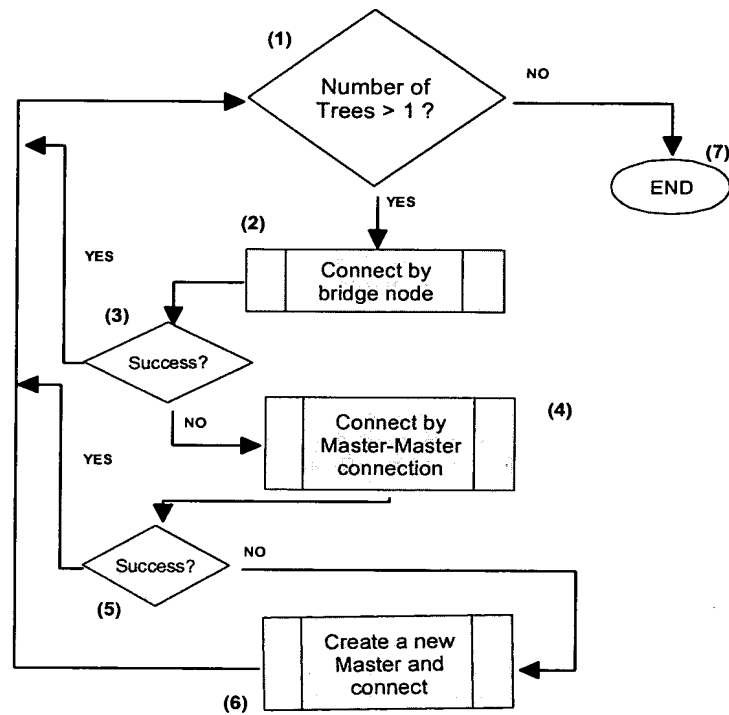 (1)
Number of
Trees > 1 ?
NO
(7)
END
YES
(2)
Connect by
bridge node
YES
(3)
Success?
NO
Connect by
Master-Master
connection
(4)
YES
Success?
NO
(5)
Create a new
Master and
connect
(6)